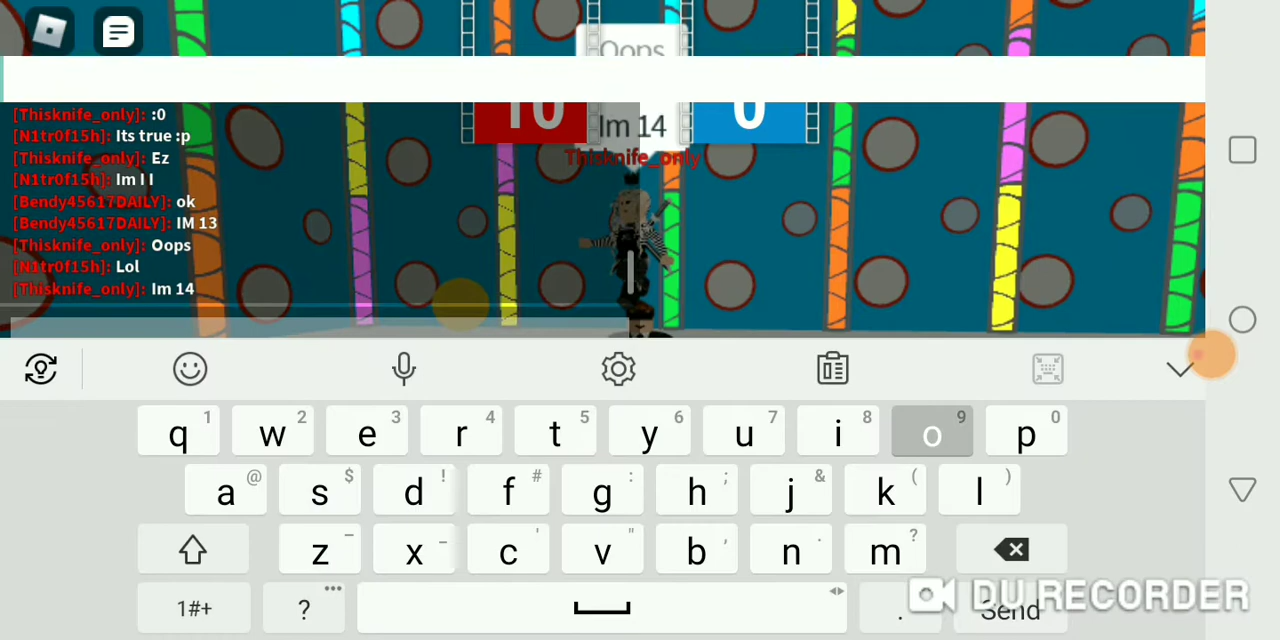 Oops
10
Im 14
0
Thisknife_only
[Thisknife_only]: :0
[N1tr0f15h]: Its true :p
[Thisknife_only]: Ez
[N1tr0f15h]: Im I I
[Bendy45617DAILY]: ok
[Bendy45617DAILY]: IM 13
[Thisknife_only]: Oops
[N1tr0f15h]: Lol
[Thisknife_only]: Im 14
q 1 w 2 e 3 r 4 t 5 y 6 u 7 i 8 o 9 p 0
a @ s $ d ! f # g : h ; j & k ( l )
z – x - c ' v " b , n . m ?
1#+ ? . Send
DU RECORDER